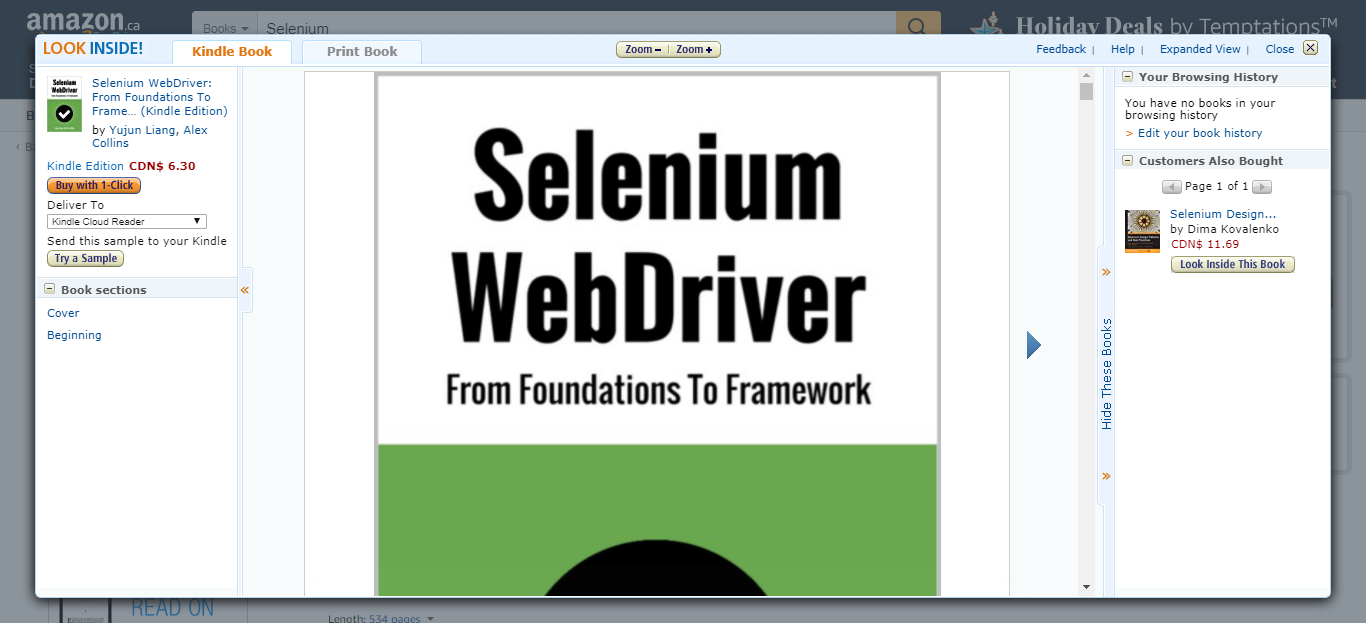 amazon.ca
Books
Selenium
Holiday Deals by Temptations™
LOOK INSIDE!
Kindle Book
Print Book
Zoom –
Zoom +
Feedback |
Help |
Expanded View |
Close
Selenium WebDriver:
From Foundations To
Frame... (Kindle Edition)
by Yujun Liang, Alex
Collins
Kindle Edition CDN$ 6.30
Buy with 1-Click
Deliver To
Kindle Cloud Reader
Send this sample to your Kindle
Try a Sample
Book sections
Cover
Beginning
Selenium
WebDriver
From Foundations To Framework
Hide These Books
Your Browsing History
You have no books in your
browsing history
> Edit your book history
Customers Also Bought
Page 1 of 1
Selenium Design...
by Dima Kovalenko
CDN$ 11.69
Look Inside This Book
READ ON
Length: 534 pages